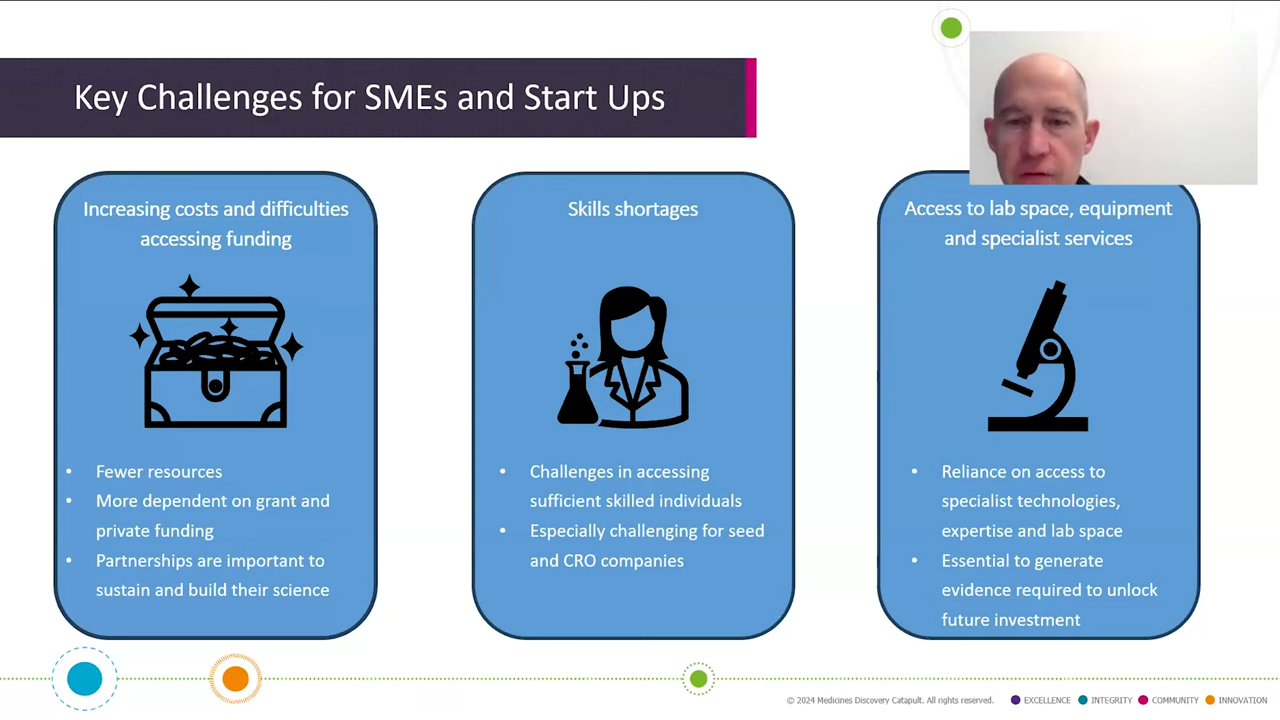 Key Challenges for SMEs and Start Ups
Increasing costs and difficulties
accessing funding
• Fewer resources
• More dependent on grant and
private funding
• Partnerships are important to
sustain and build their science
Skills shortages
• Challenges in accessing
sufficient skilled individuals
• Especially challenging for seed
and CRO companies
Access to lab space, equipment
and specialist services
• Reliance on access to
specialist technologies,
expertise and lab space
• Essential to generate
evidence required to unlock
future investment
© 2024 Medicines Discovery Catapult. All rights reserved.
EXCELLENCE
INTEGRITY
COMMUNITY
INNOVATION